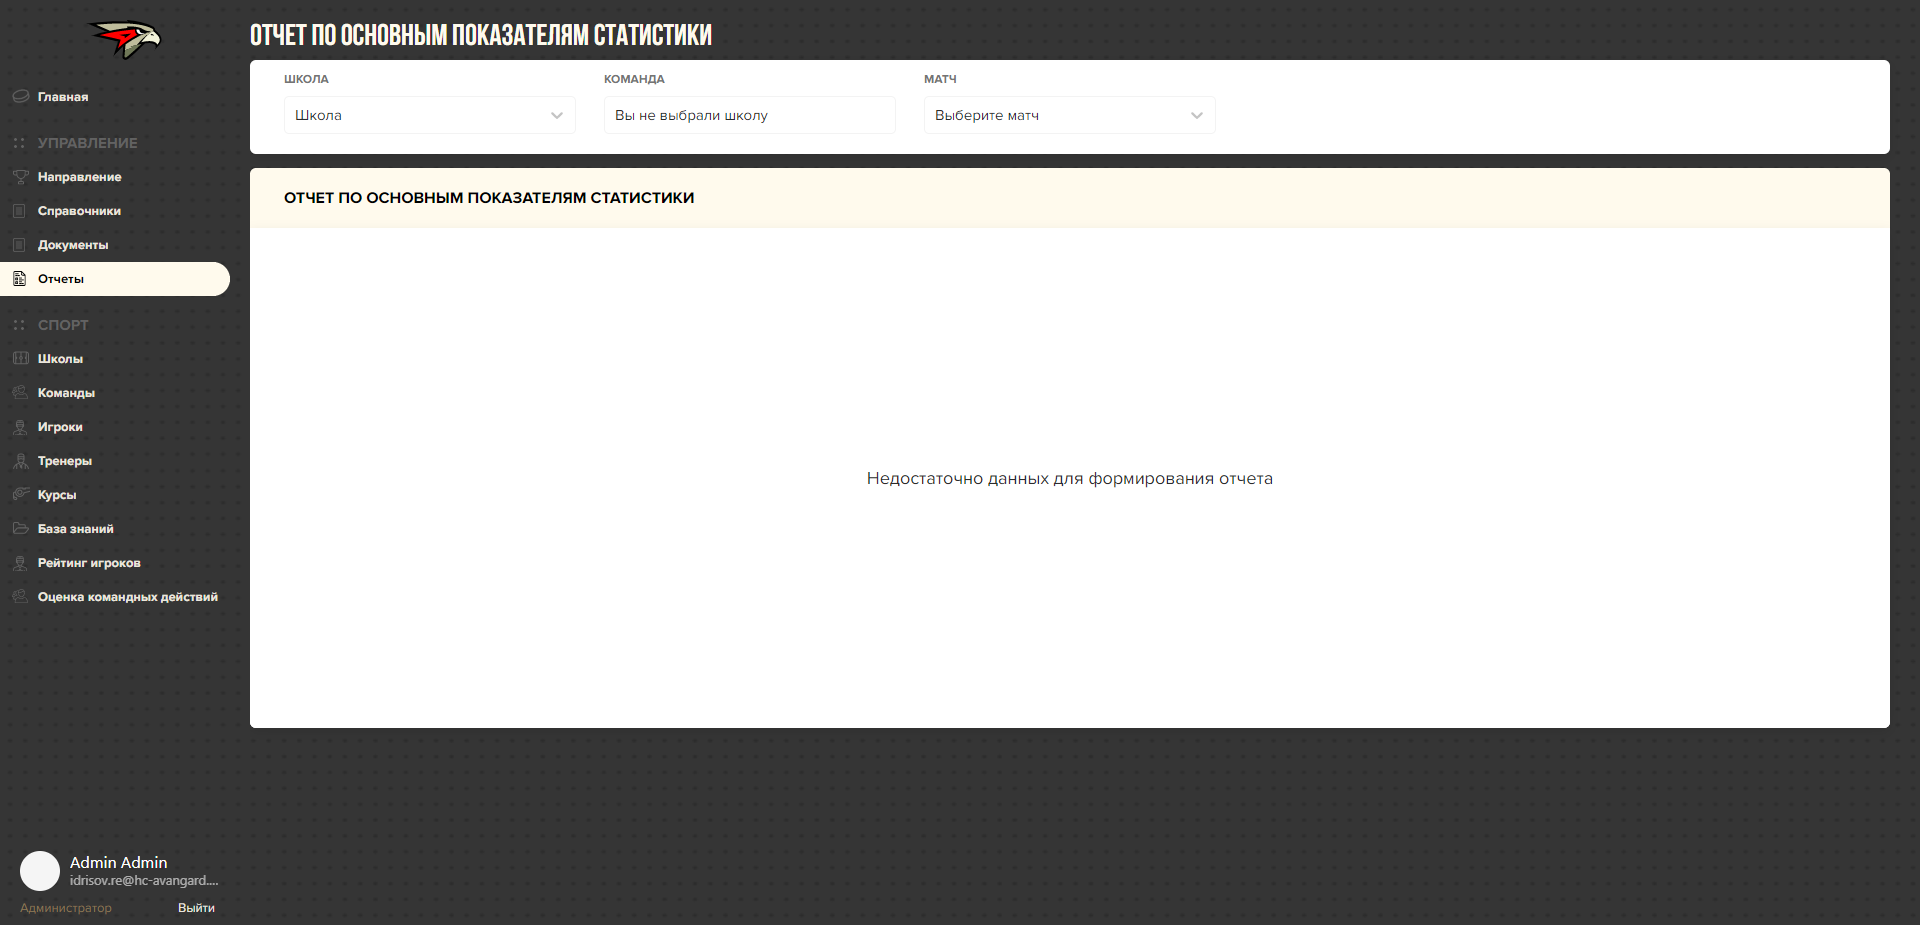 ОТЧЕТ ПО ОСНОВНЫМ ПОКАЗАТЕЛЯМ СТАТИСТИКИ
Главная
УПРАВЛЕНИЕ
Направление
Справочники
Документы
Отчеты
СПОРТ
Школы
Команды
Игроки
Тренеры
Курсы
База знаний
Рейтинг игроков
Оценка командных действий
Admin Admin
idrisov.re@hc-avangard....
Администратор
Выйти
ШКОЛА
Школа
КОМАНДА
Вы не выбрали школу
МАТЧ
Выберите матч
ОТЧЕТ ПО ОСНОВНЫМ ПОКАЗАТЕЛЯМ СТАТИСТИКИ
Недостаточно данных для формирования отчета